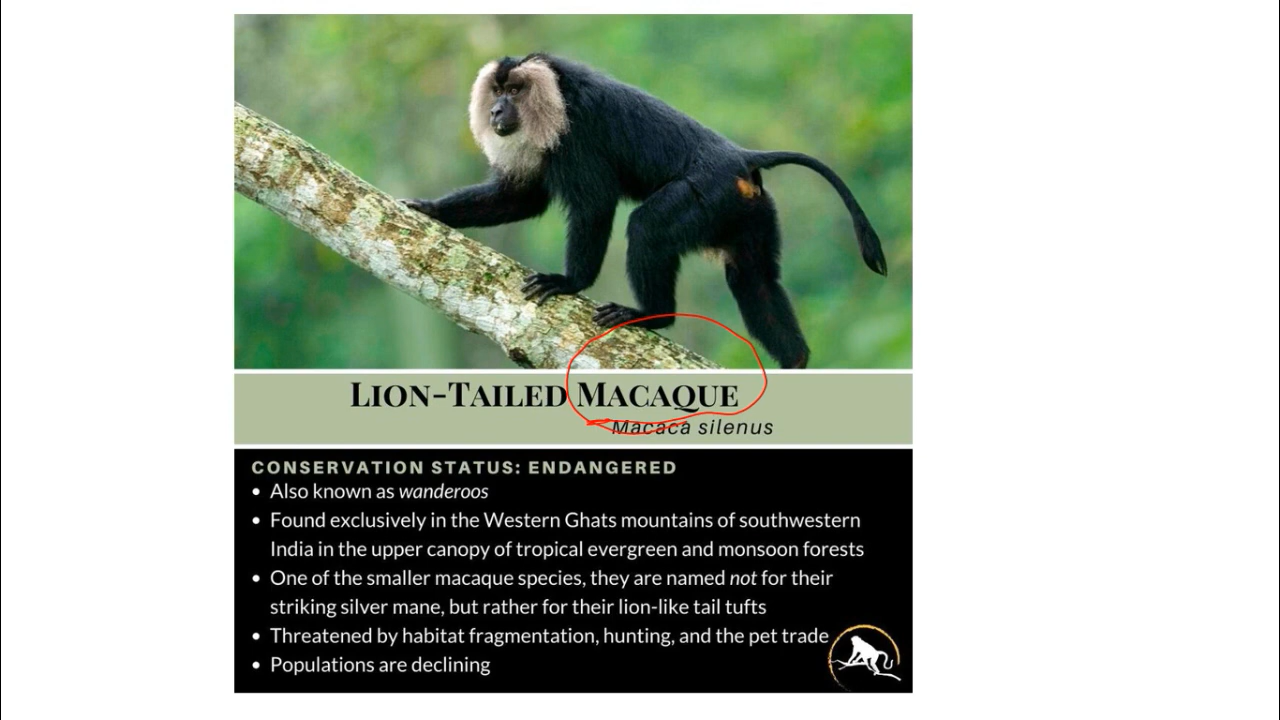 Lion-Tailed Macaque
Macaca silenus
CONSERVATION STATUS: ENDANGERED
• Also known as wanderoos
• Found exclusively in the Western Ghats mountains of southwestern
India in the upper canopy of tropical evergreen and monsoon forests
• One of the smaller macaque species, they are named not for their
striking silver mane, but rather for their lion-like tail tufts
• Threatened by habitat fragmentation, hunting, and the pet trade
• Populations are declining